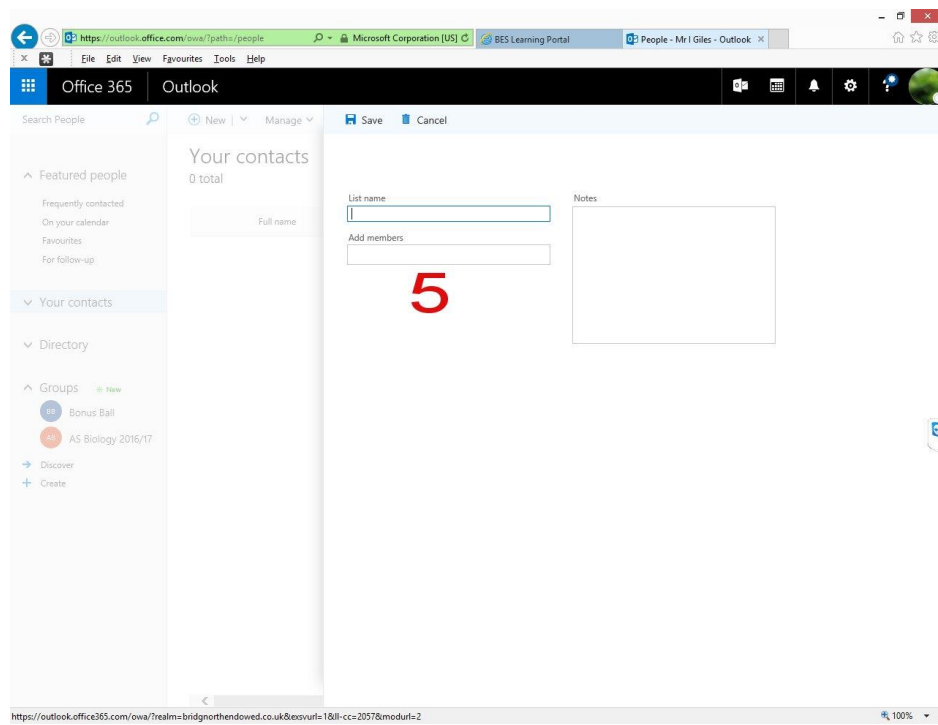 https://outlook.office.com/owa/?path=/people
Microsoft Corporation [US]
BES Learning Portal
People - Mr I Giles - Outlook
File Edit View Favourites Tools Help
Office 365 Outlook
Search People
New
Manage
Save
Cancel
Your contacts
0 total
Full name
Featured people
Frequently contacted
On your calendar
Favourites
For follow-up
Your contacts
Directory
Groups New
BB Bonus Ball
AB AS Biology 2016/17
Discover
Create
List name
Notes
Add members
5
https://outlook.office365.com/owa/?realm=bridgnorthendowed.co.uk&exsvurl=1&ll-cc=2057&modurl=2
100%